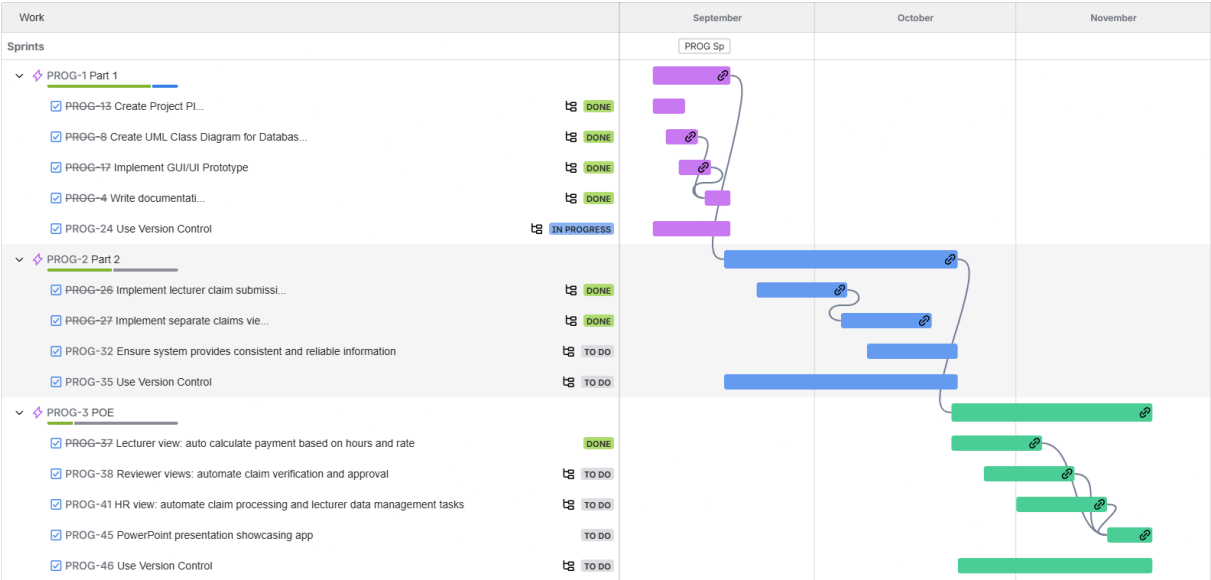 Work September October November
Sprints PROG Sp
PROG-1 Part 1
PROG-13 Create Project Pl... DONE
PROG-8 Create UML Class Diagram for Databas... DONE
PROG-17 Implement GUI/UI Prototype DONE
PROG-4 Write documentati... DONE
PROG-24 Use Version Control IN PROGRESS
PROG-2 Part 2
PROG-26 Implement lecturer claim submissi... DONE
PROG-27 Implement separate claims vie... DONE
PROG-32 Ensure system provides consistent and reliable information TO DO
PROG-35 Use Version Control TO DO
PROG-3 POE
PROG-37 Lecturer view: auto calculate payment based on hours and rate DONE
PROG-38 Reviewer views: automate claim verification and approval TO DO
PROG-41 HR view: automate claim processing and lecturer data management tasks TO DO
PROG-45 PowerPoint presentation showcasing app TO DO
PROG-46 Use Version Control TO DO